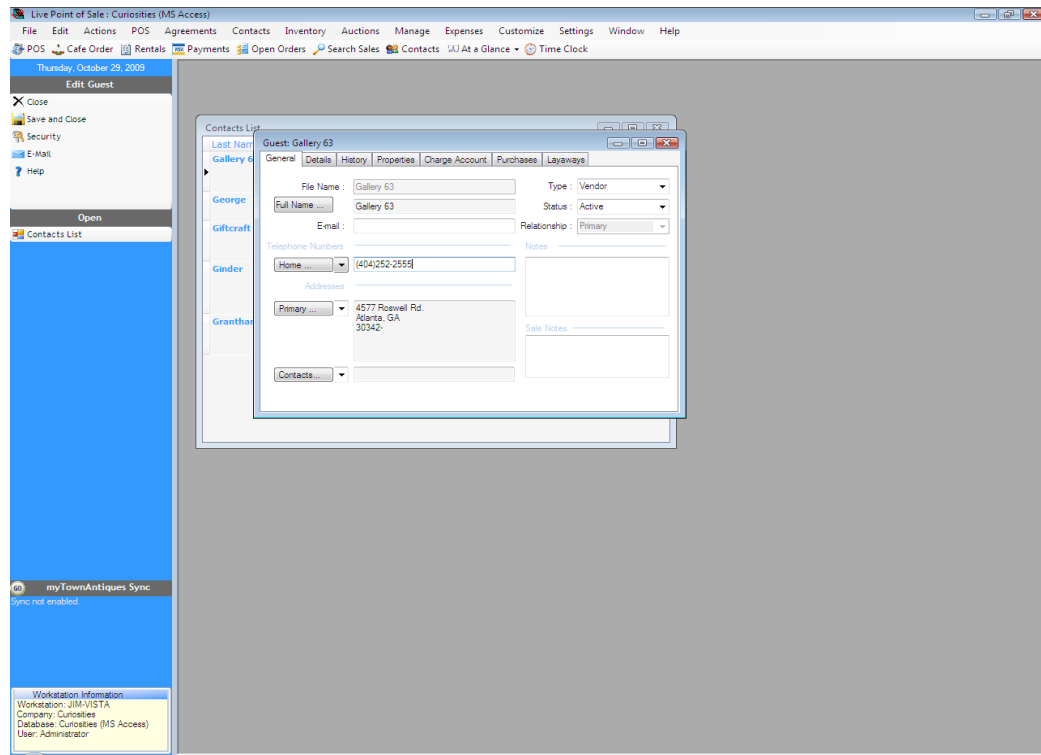 Live Point of Sale : Curiosities (MS Access)
File Edit Actions POS Agreements Contacts Inventory Auctions Manage Expenses Customize Settings Window Help
POS Cafe Order Rentals Payments Open Orders Search Sales Contacts At a Glance Time Clock
Thursday, October 29, 2009
Edit Guest
Close
Save and Close
Security
E-Mail
Help
Open
Contacts List
Contacts List
Last Nam
Gallery 6
George
Giftcraft
Ginder
Granthar
Guest: Gallery 63
General Details History Properties Charge Account Purchases Layaways
File Name : Gallery 63 Type : Vendor
Full Name ... Gallery 63 Status : Active
E-mail : Relationship : Primary
Telephone Numbers Notes
Home ... (404)252-2555
Addresses
Primary ... 4577 Roswell Rd.
Atlanta, GA
30342-
Sale Notes
Contacts...
GO myTownAntiques Sync
Sync not enabled.
Workstation Information
Workstation: JIM-VISTA
Company: Curiosities
Database: Curiosities (MS Access)
User: Administrator